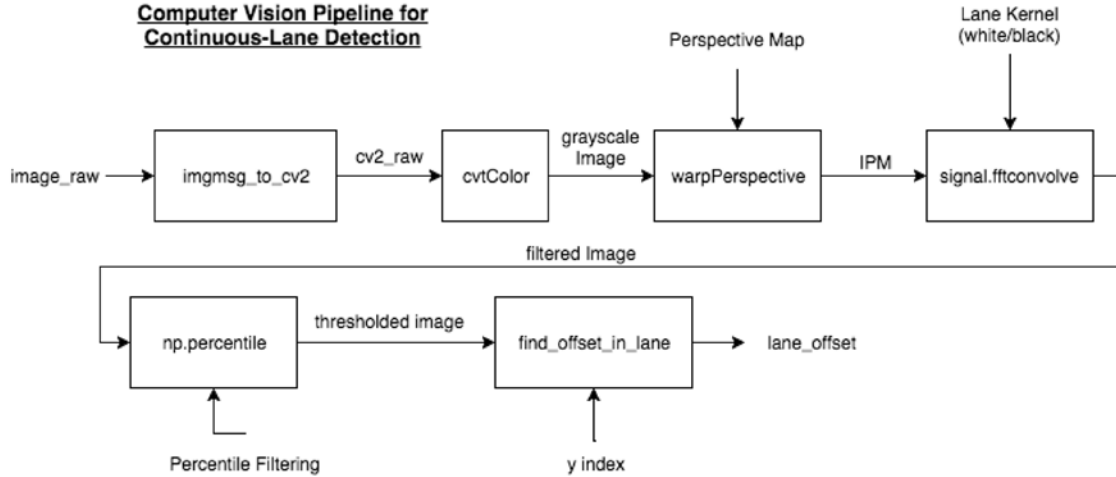 Computer Vision Pipeline for
Continuous-Lane Detection
Perspective Map
Lane Kernel
(white/black)
image_raw
imgmsg_to_cv2
cv2_raw
cvtColor
grayscale
Image
warpPerspective
IPM
signal.fftconvolve
filtered Image
np.percentile
thresholded image
find_offset_in_lane
lane_offset
Percentile Filtering
y index